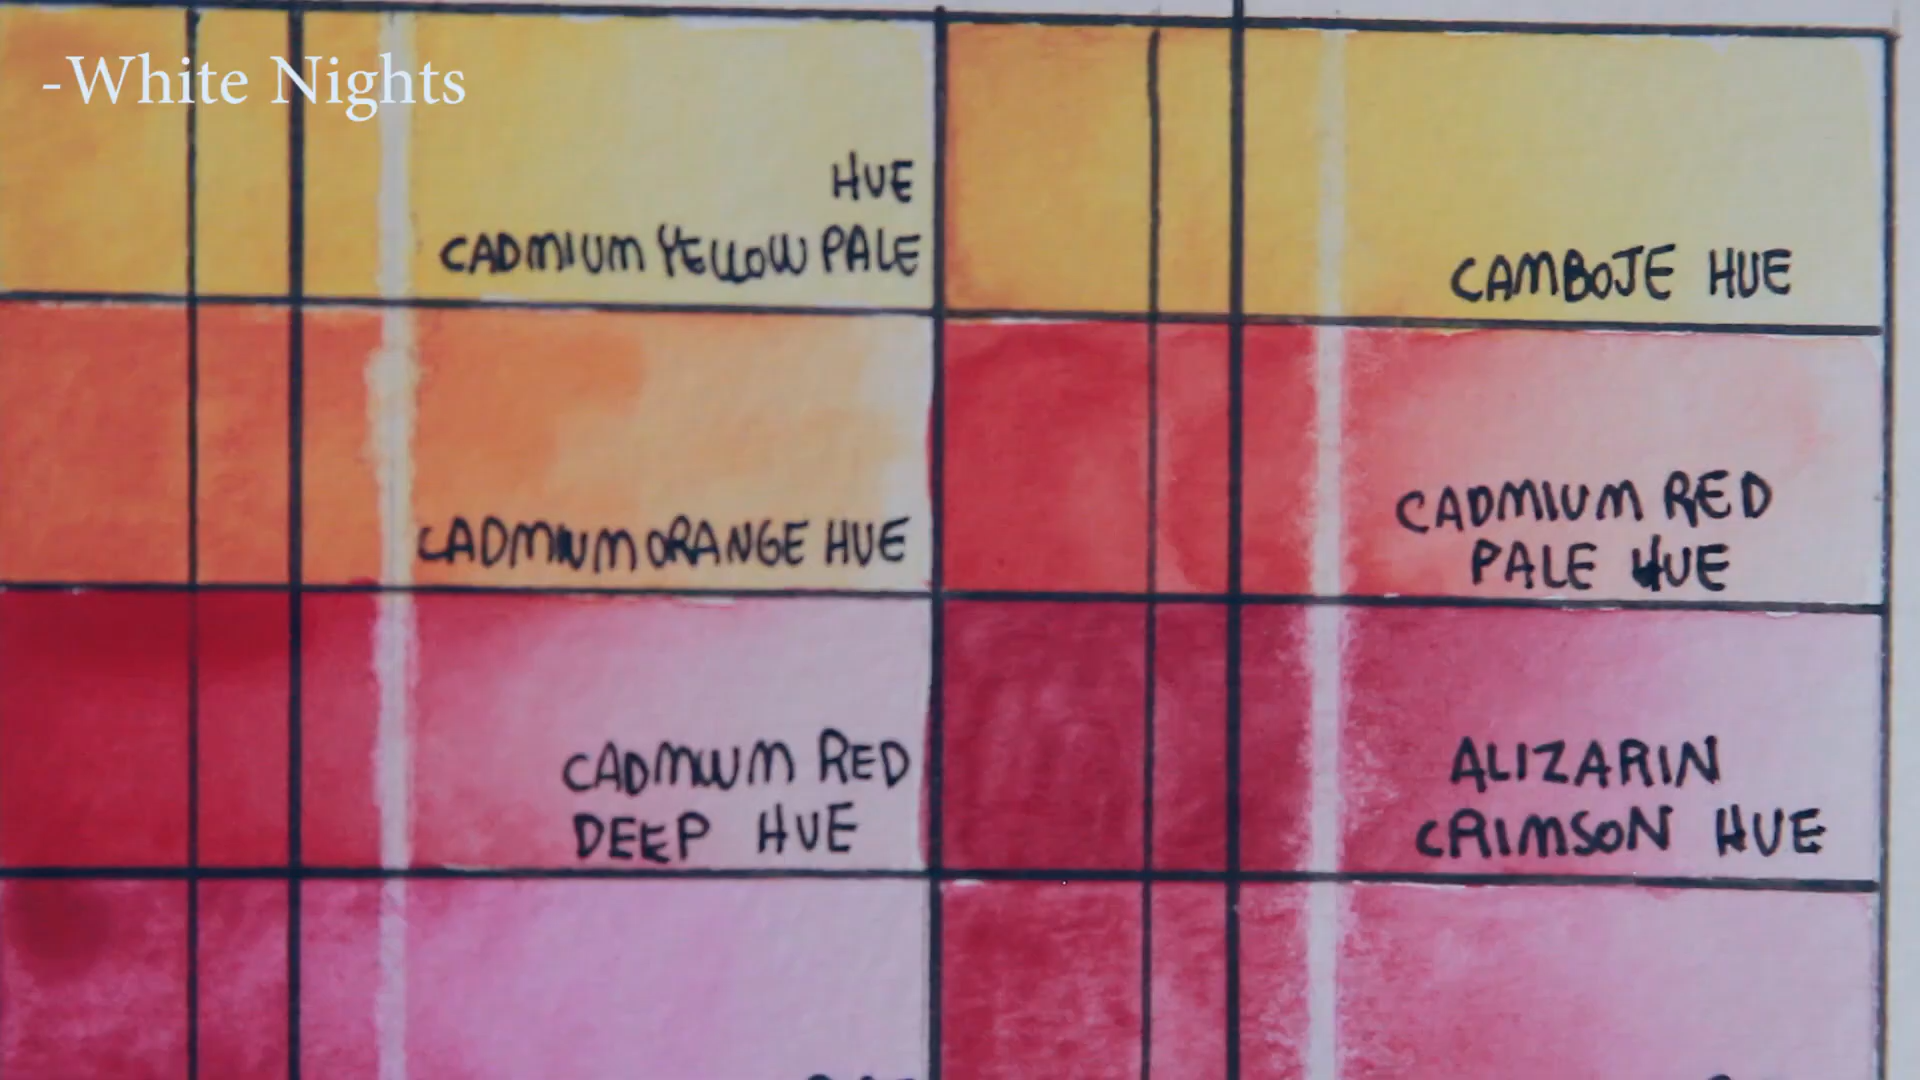 -White Nights
HUE
CADMIUM YELLOW PALE
CAMBOJE HUE
CADMIUM ORANGE HUE
CADMIUM RED
PALE HUE
CADMIUM RED
DEEP HUE
ALIZARIN
CRIMSON HUE